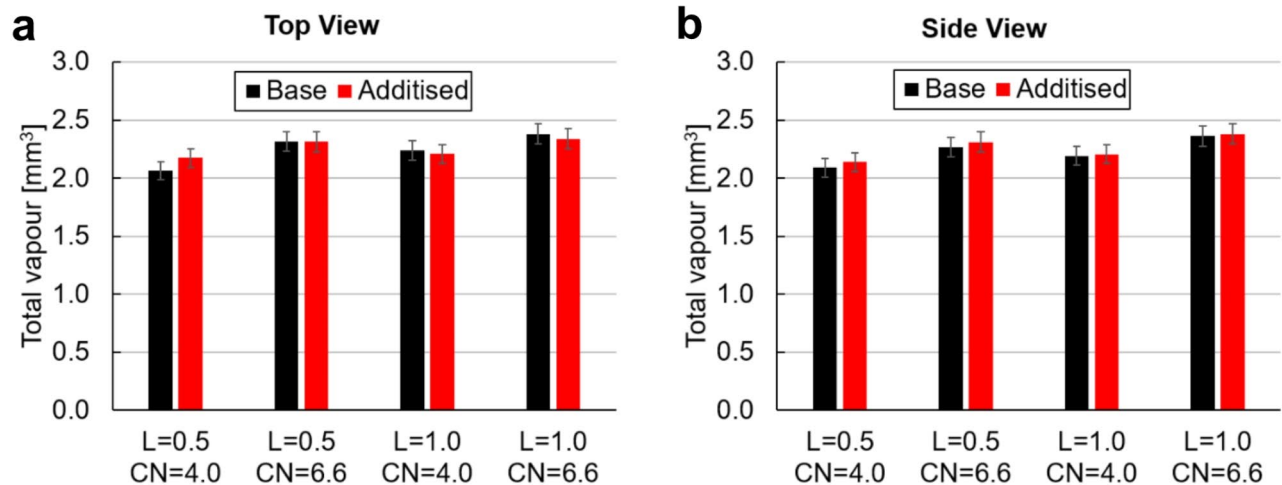 a
Top View
Total vapour [mm³]
3.0
2.5
2.0
1.5
1.0
0.5
0.0
Base Additised
L=0.5 L=0.5 L=1.0 L=1.0
CN=4.0 CN=6.6 CN=4.0 CN=6.6
b
Side View
Total vapour [mm³]
3.0
2.5
2.0
1.5
1.0
0.5
0.0
Base Additised
L=0.5 L=0.5 L=1.0 L=1.0
CN=4.0 CN=6.6 CN=4.0 CN=6.6